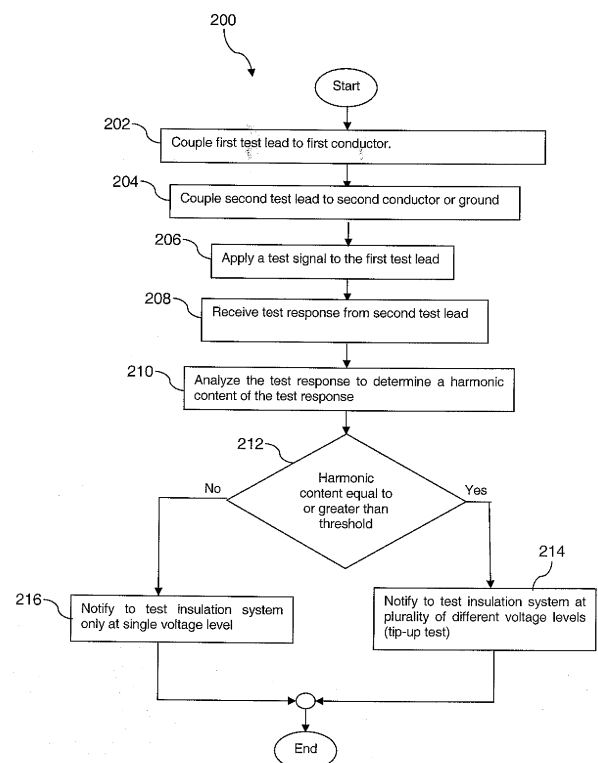 200
Start
202
Couple first test lead to first conductor.
204
Couple second test lead to second conductor or ground
206
Apply a test signal to the first test lead
208
Receive test response from second test lead
210
Analyze the test response to determine a harmonic
content of the test response
212
Harmonic
content equal to
or greater than
threshold
No
Yes
214
216
Notify to test insulation system
only at single voltage level
Notify to test insulation system at
plurality of different voltage levels
(tip-up test)
End